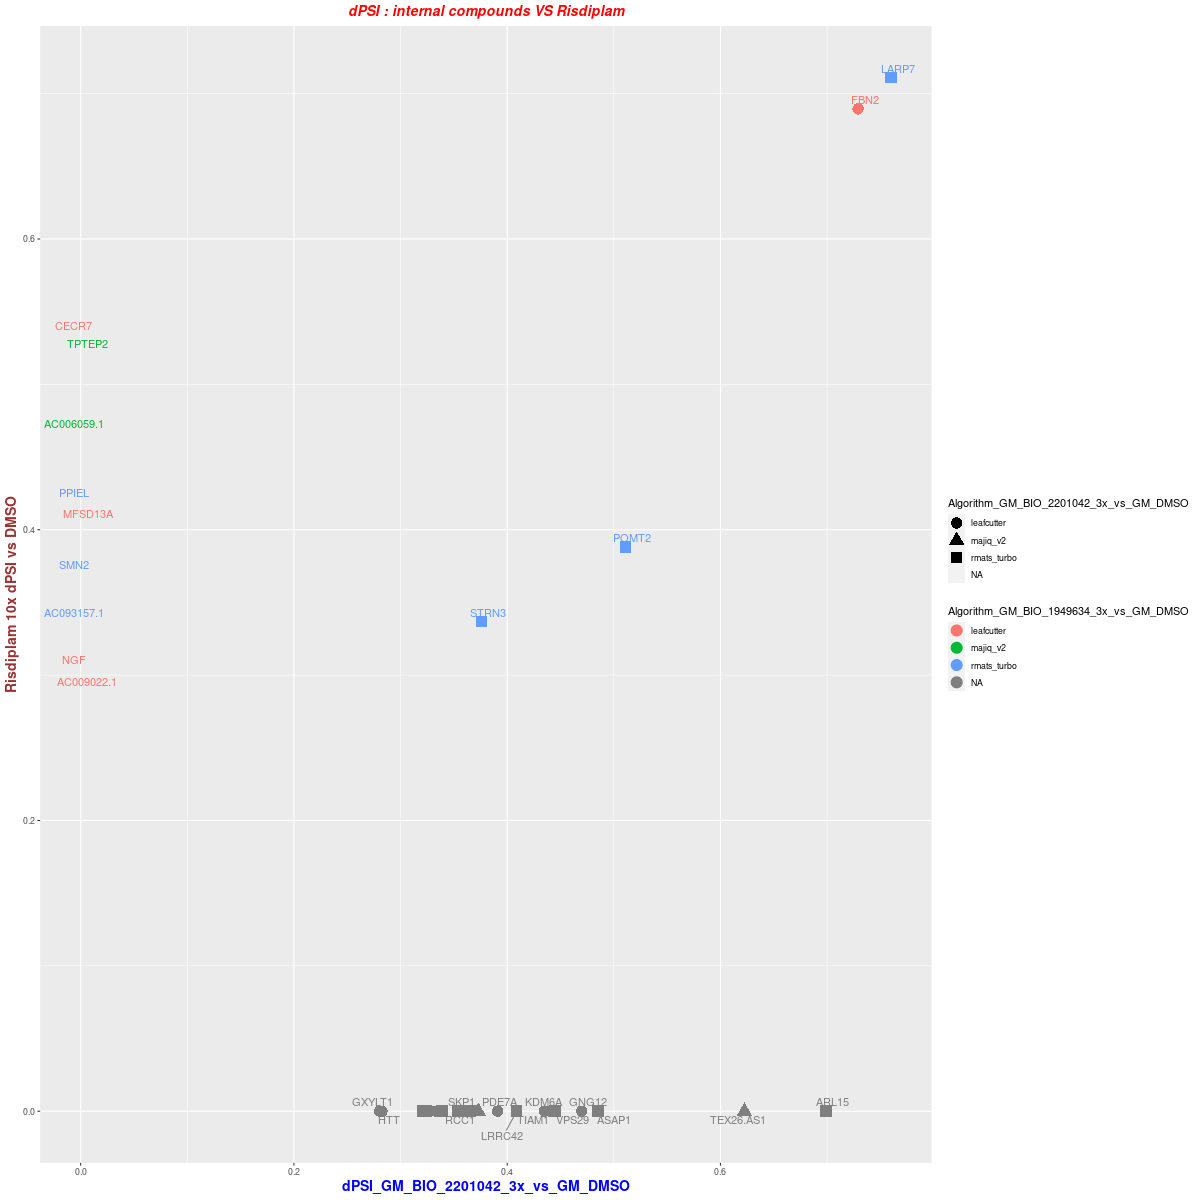 dPSI : internal compounds VS Risdiplam
LARP7
FBN2
0.6
CECR7
TPTEP2
AC006059.1
PPIEL
MFSD13A
0.4
POMT2
SMN2
AC093157.1
STRN3
NGF
AC009022.1
0.2
Risdiplam 10x dPSI vs DMSO
Algorithm_GM_BIO_2201042_3x_vs_GM_DMSO
leafcutter
majiq_v2
rmats_turbo
NA
Algorithm_GM_BIO_1949634_3x_vs_GM_DMSO
leafcutter
majiq_v2
rmats_turbo
NA
0.0
GXYLT1
SKP1
PDE7A
KDM6A
GNG12
ARL15
HTT
RCC1
TIAM1
VPS29
ASAP1
TEX26.AS1
LRRC42
0.0
0.2
0.4
0.6
dPSI_GM_BIO_2201042_3x_vs_GM_DMSO